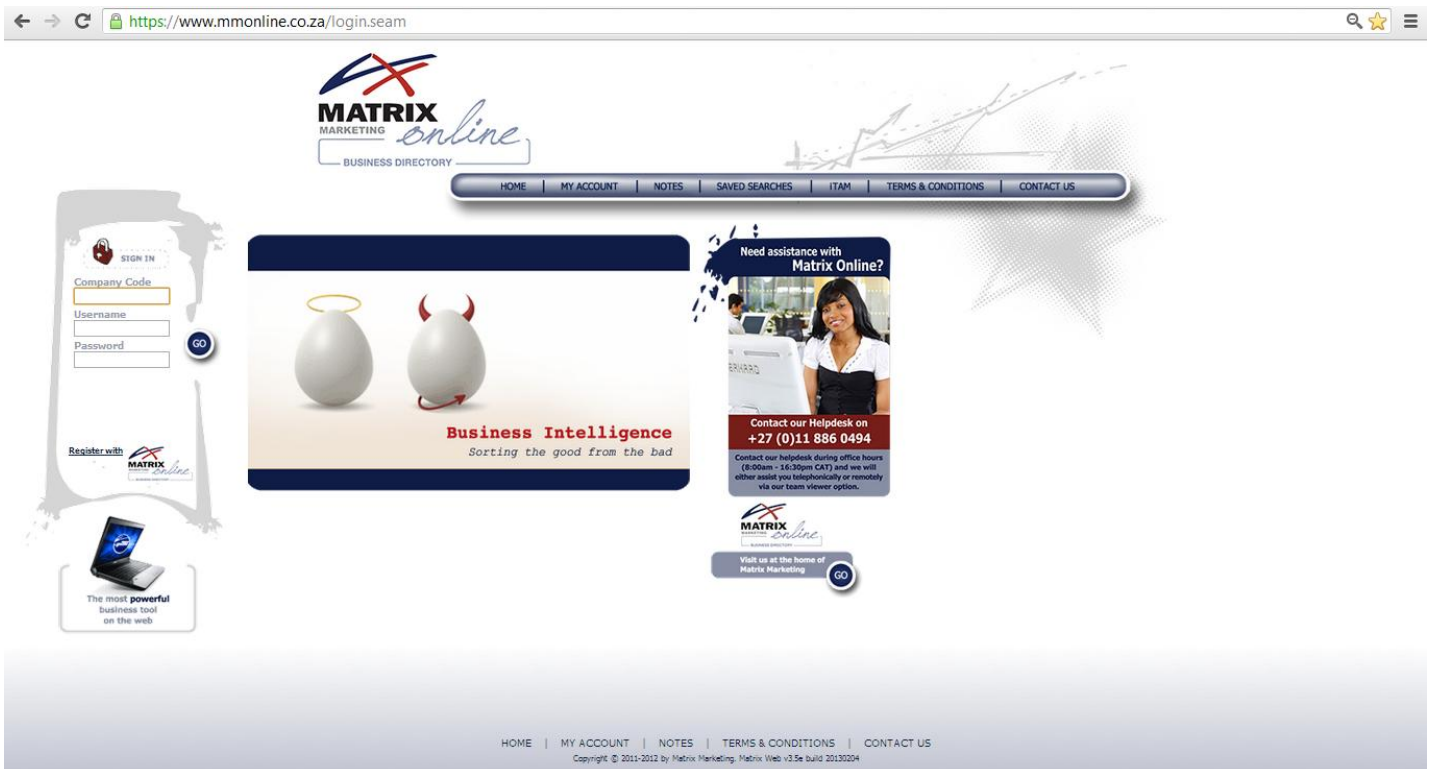 https://www.mmonline.co.za/login.seam
MATRIX
MARKETING online
BUSINESS DIRECTORY
HOME | MY ACCOUNT | NOTES | SAVED SEARCHES | iTAM | TERMS & CONDITIONS | CONTACT US
SIGN IN
Company Code
Username
Password
GO
Register with
MATRIX
online
Business Intelligence
Sorting the good from the bad
Need assistance with
Matrix Online?
Contact our Helpdesk on
+27 (0)11 886 0494
Contact our helpdesk during office hours
(8:00am - 16:30pm CAT) and we will
either assist you telephonically or remotely
via our team viewer option.
MATRIX
MARKETING online
BUSINESS DIRECTORY
Visit us at the home of
Matrix Marketing
GO
The most powerful
business tool
on the web
HOME | MY ACCOUNT | NOTES | TERMS & CONDITIONS | CONTACT US
Copyright © 2011-2012 by Matrix Marketing. Matrix Web v3.5e build 20130204